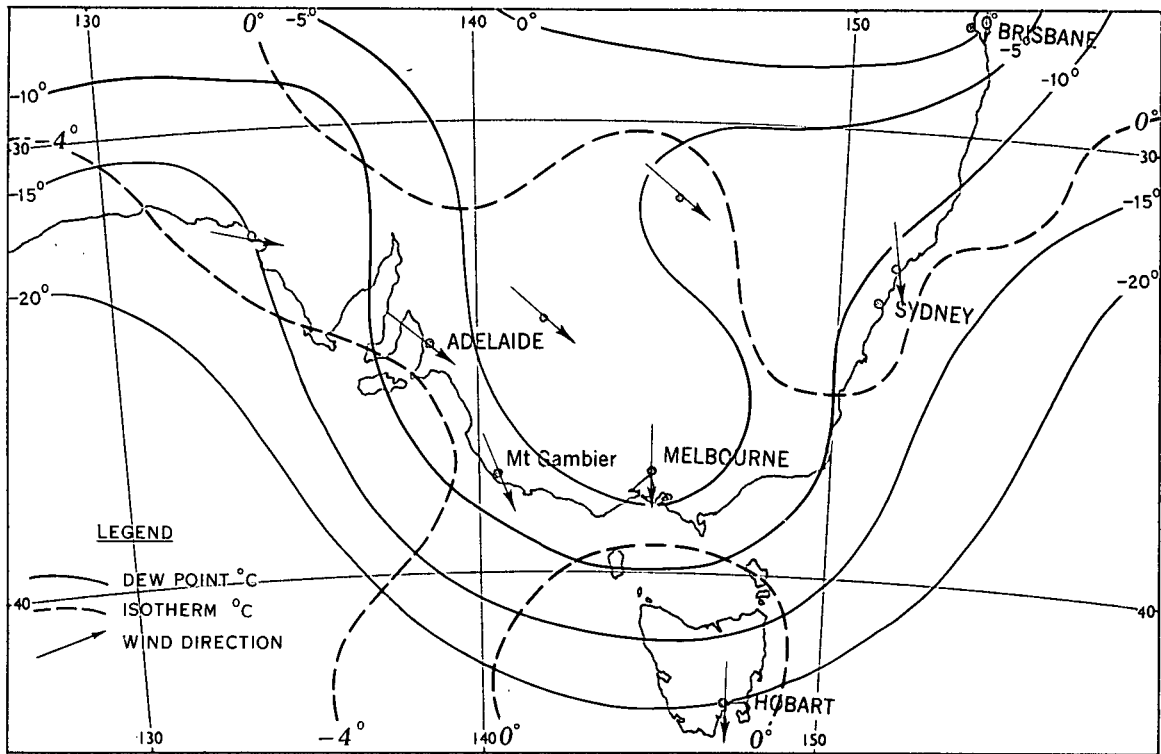 130
0°
-5°
140
0°
150
0°
BRISBANE
-5°
-10°
-10°
0°
30
-4°
30
-15°
-15°
-20°
-20°
SYDNEY
ADELAIDE
Mt Gambier
MELBOURNE
LEGEND
DEW POINT °C
ISOTHERM °C
WIND DIRECTION
40
40
HOBART
130
-4°
140
0°
0°
150